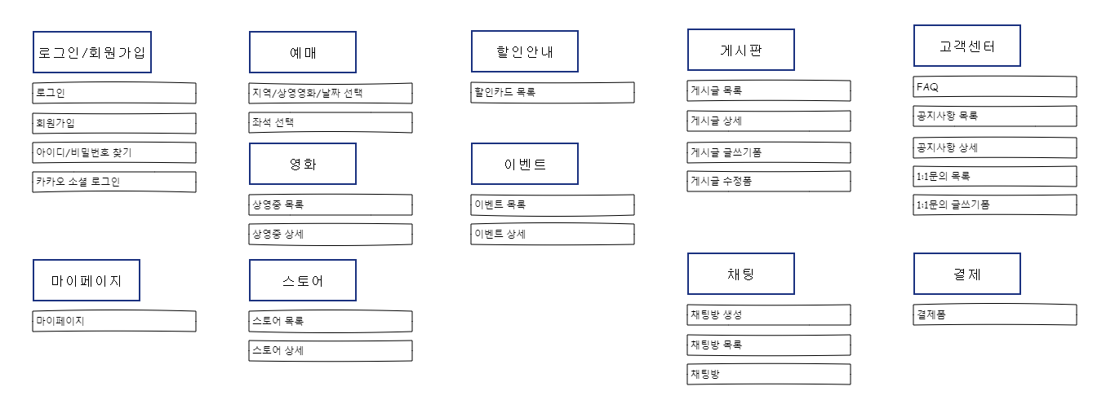 로그인/회원가입
로그인
회원가입
아이디/비밀번호 찾기
카카오 소셜 로그인
예매
지역/상영영화/날짜 선택
좌석 선택
영화
상영중 목록
상영중 상세
할인안내
할인카드 목록
이벤트
이벤트 목록
이벤트 상세
게시판
게시글 목록
게시글 상세
게시글 글쓰기폼
게시글 수정폼
고객센터
FAQ
공지사항 목록
공지사항 상세
1:1문의 목록
1:1문의 글쓰기폼
마이페이지
마이페이지
스토어
스토어 목록
스토어 상세
채팅
채팅방 생성
채팅방 목록
채팅방
결제
결제폼